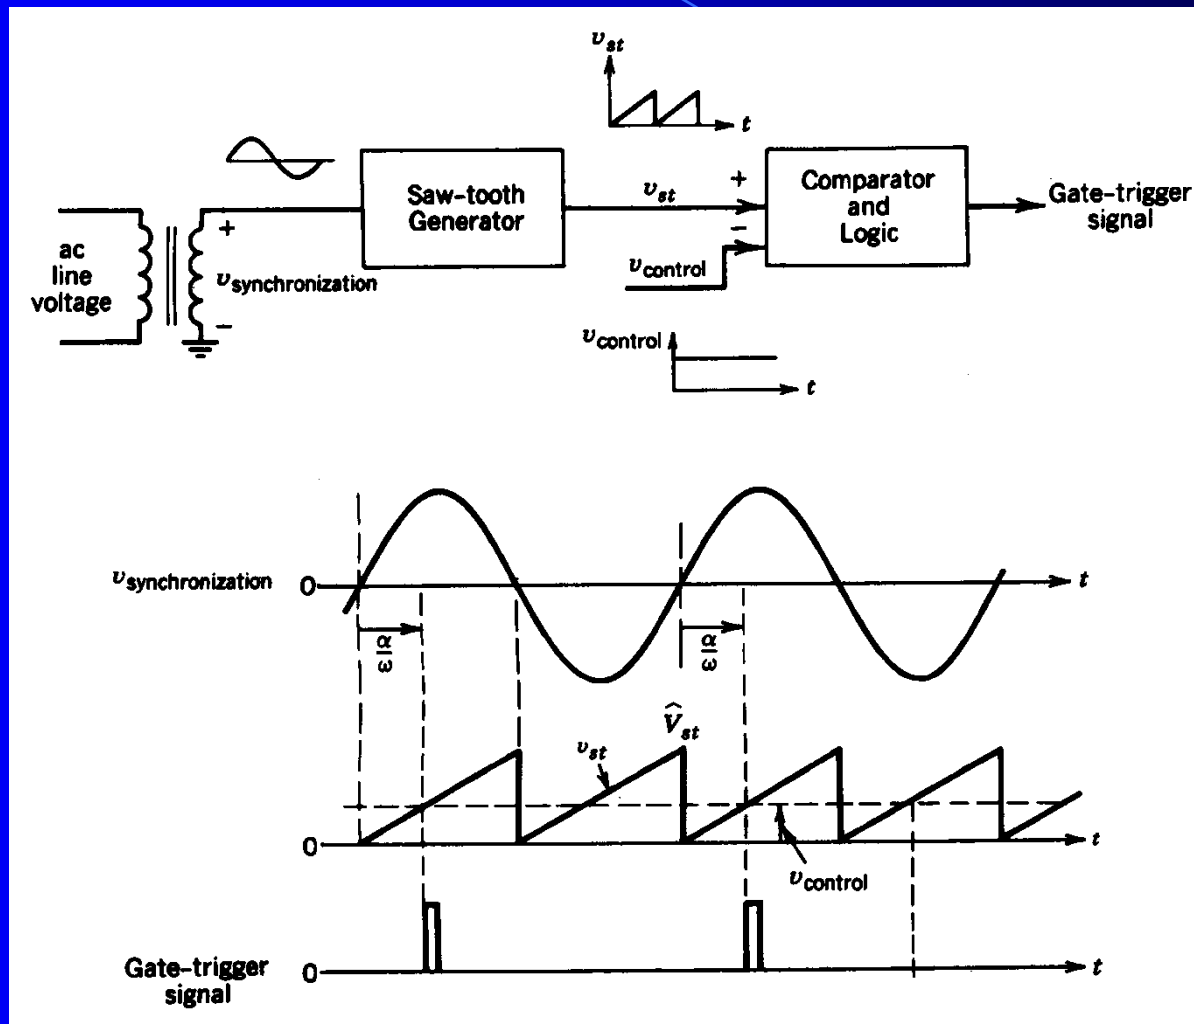 v_st
t
Saw-tooth
Generator
v_st
+
−
Comparator
and
Logic
Gate-trigger
signal
ac
line
voltage
+
v_synchronization
−
v_control
v_control
t
v_synchronization
0
t
α/ω
α/ω
V̂_st
v_st
0
t
v_control
Gate-trigger
signal
0
t